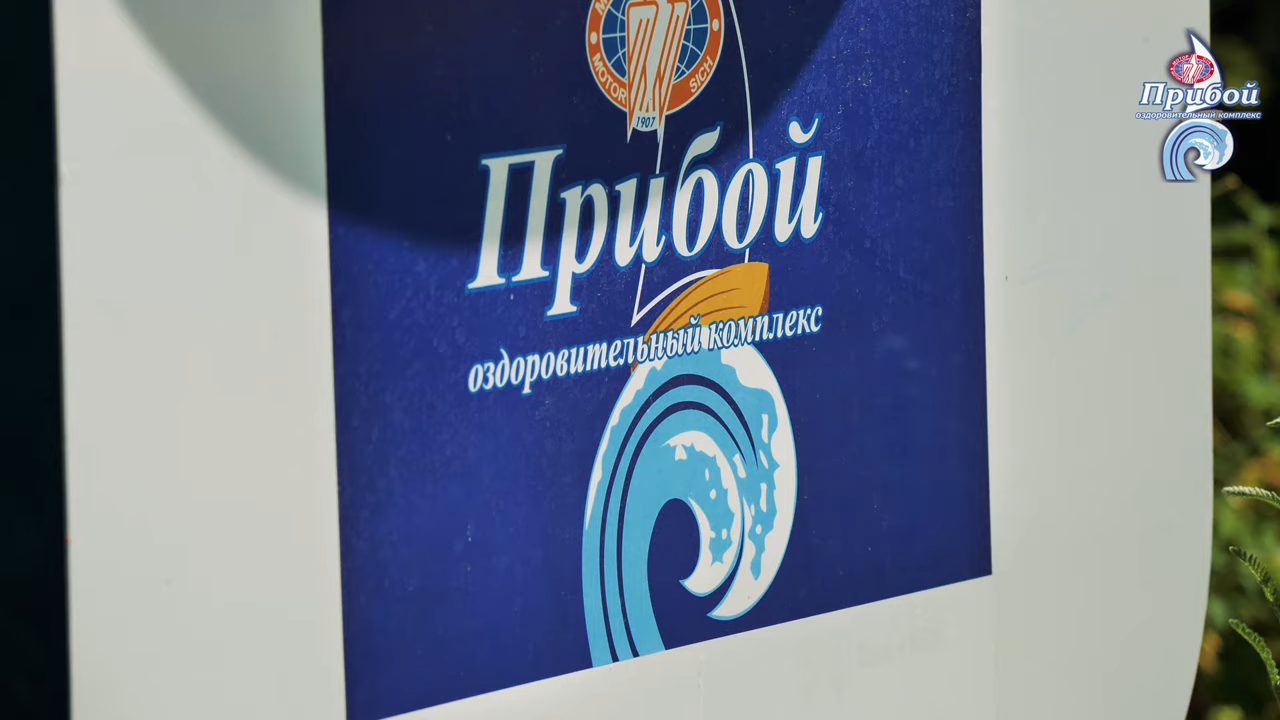 MOTOR SICH
1907
Прибой
оздоровительный комплекс
Прибой
оздоровительный комплекс